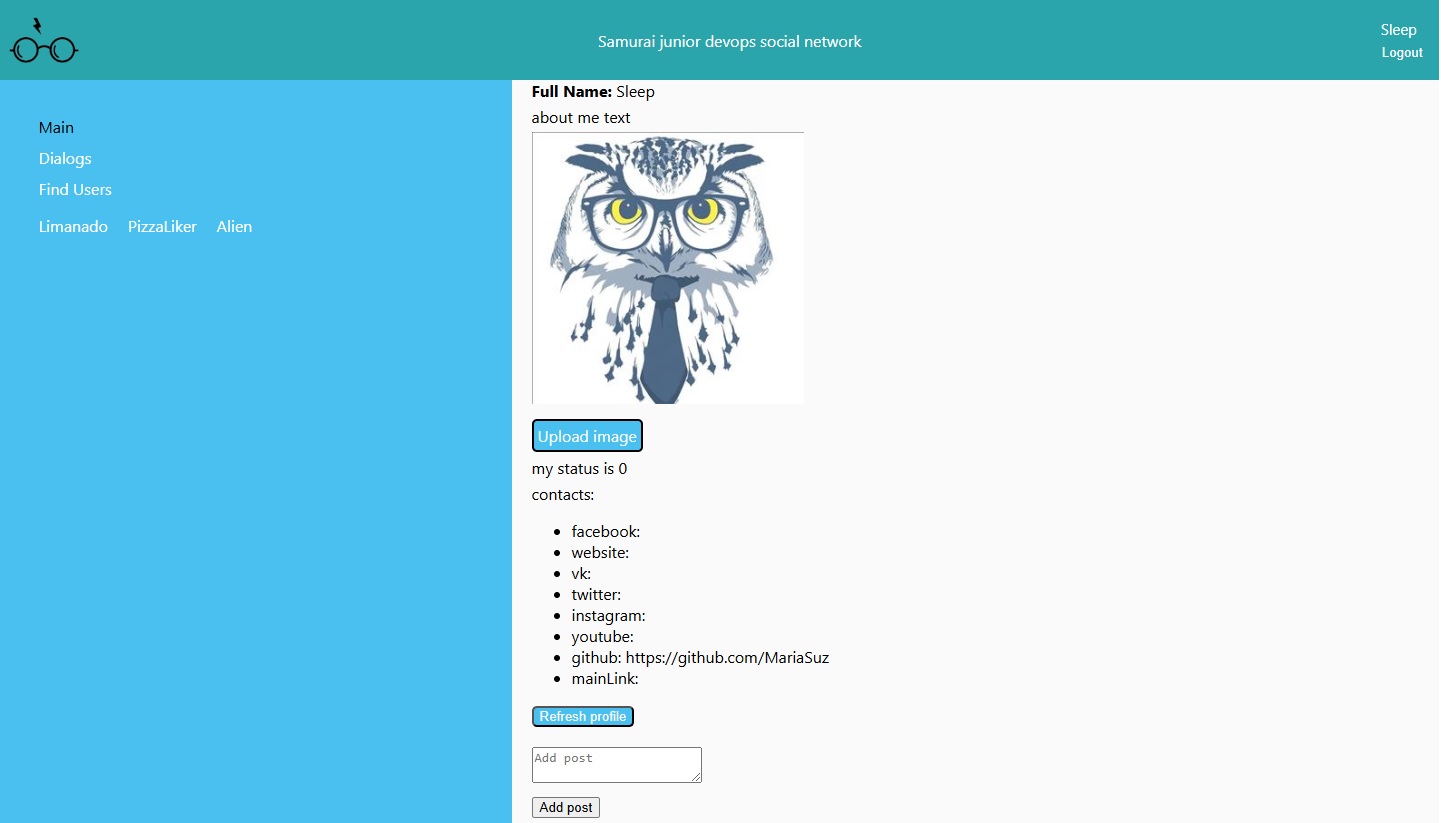 Samurai junior devops social network
Sleep
Logout
Main
Dialogs
Find Users
Limanado PizzaLiker Alien
Full Name: Sleep
about me text
Upload image
my status is 0
contacts:
facebook:
website:
vk:
twitter:
instagram:
youtube:
github: https://github.com/MariaSuz
mainLink:
Refresh profile
Add post
Add post